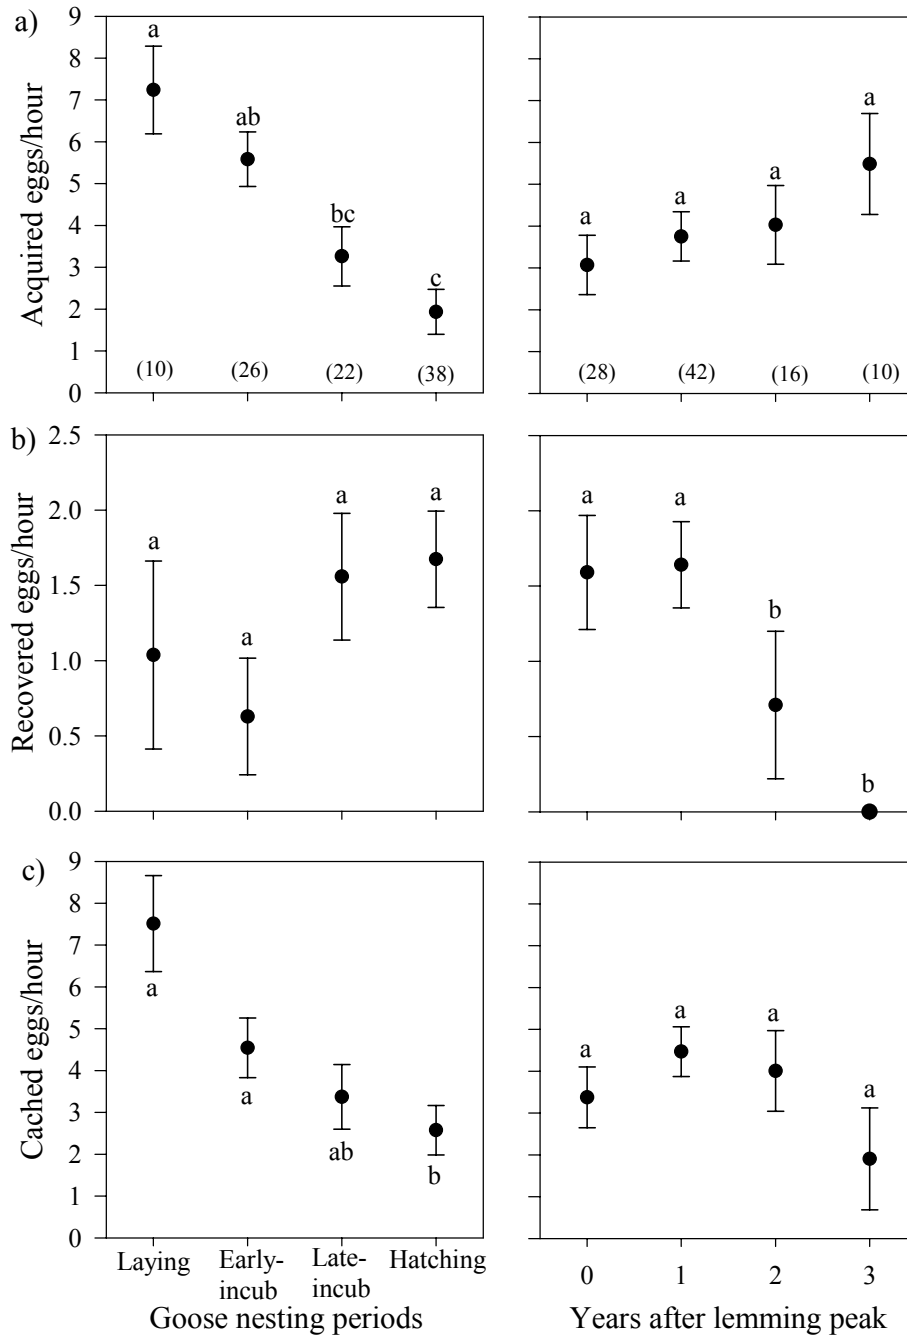 a)
Acquired eggs/hour
9
8
7
6
5
4
3
2
1
0
a
ab
bc
c
(10) (26) (22) (38)
a
a
a
a
(28) (42) (16) (10)
b)
Recovered eggs/hour
2.5
2.0
1.5
1.0
0.5
0.0
a
a
a
a
a
a
b
b
c)
Cached eggs/hour
9
8
7
6
5
4
3
2
1
0
a
a
ab
b
a
a
a
a
Laying
Early-
incub
Late-
incub
Hatching
Goose nesting periods
0 1 2 3
Years after lemming peak